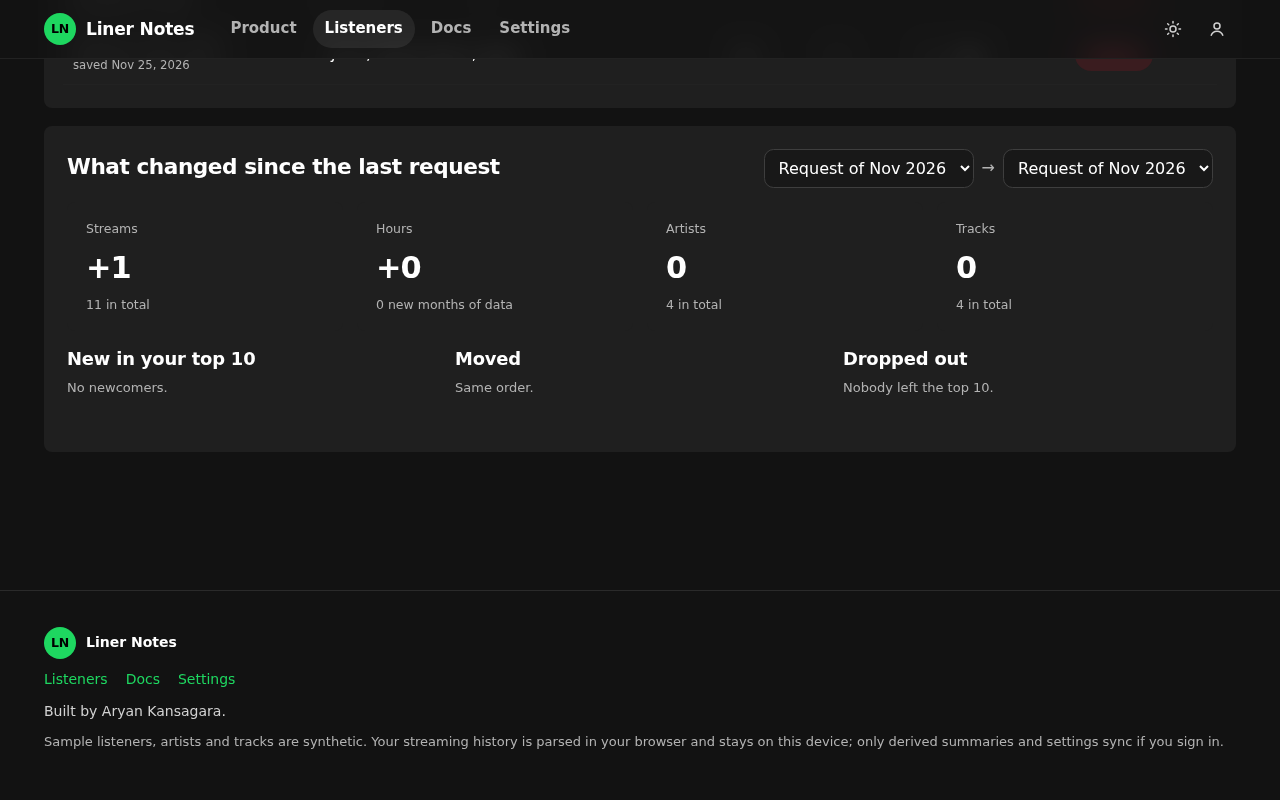 LN Liner Notes Product Listeners Docs Settings
saved Nov 25, 2026
What changed since the last request Request of Nov 2026 → Request of Nov 2026
Streams Hours Artists Tracks
+1 +0 0 0
11 in total 0 new months of data 4 in total 4 in total
New in your top 10 Moved Dropped out
No newcomers. Same order. Nobody left the top 10.
LN Liner Notes
Listeners Docs Settings
Built by Aryan Kansagara.
Sample listeners, artists and tracks are synthetic. Your streaming history is parsed in your browser and stays on this device; only derived summaries and settings sync if you sign in.